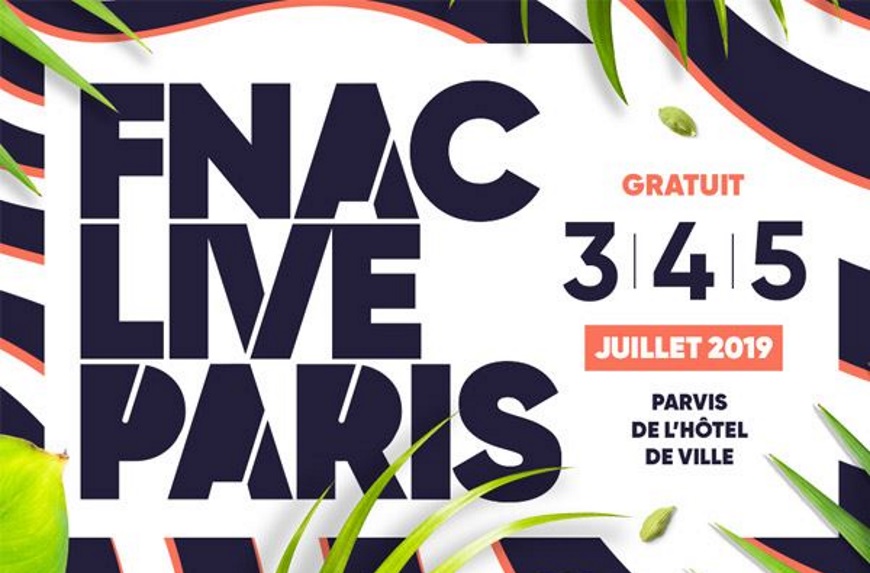 FNAC
LIVE
PARIS
GRATUIT
3|4|5
JUILLET 2019
PARVIS
DE L'HÔTEL
DE VILLE